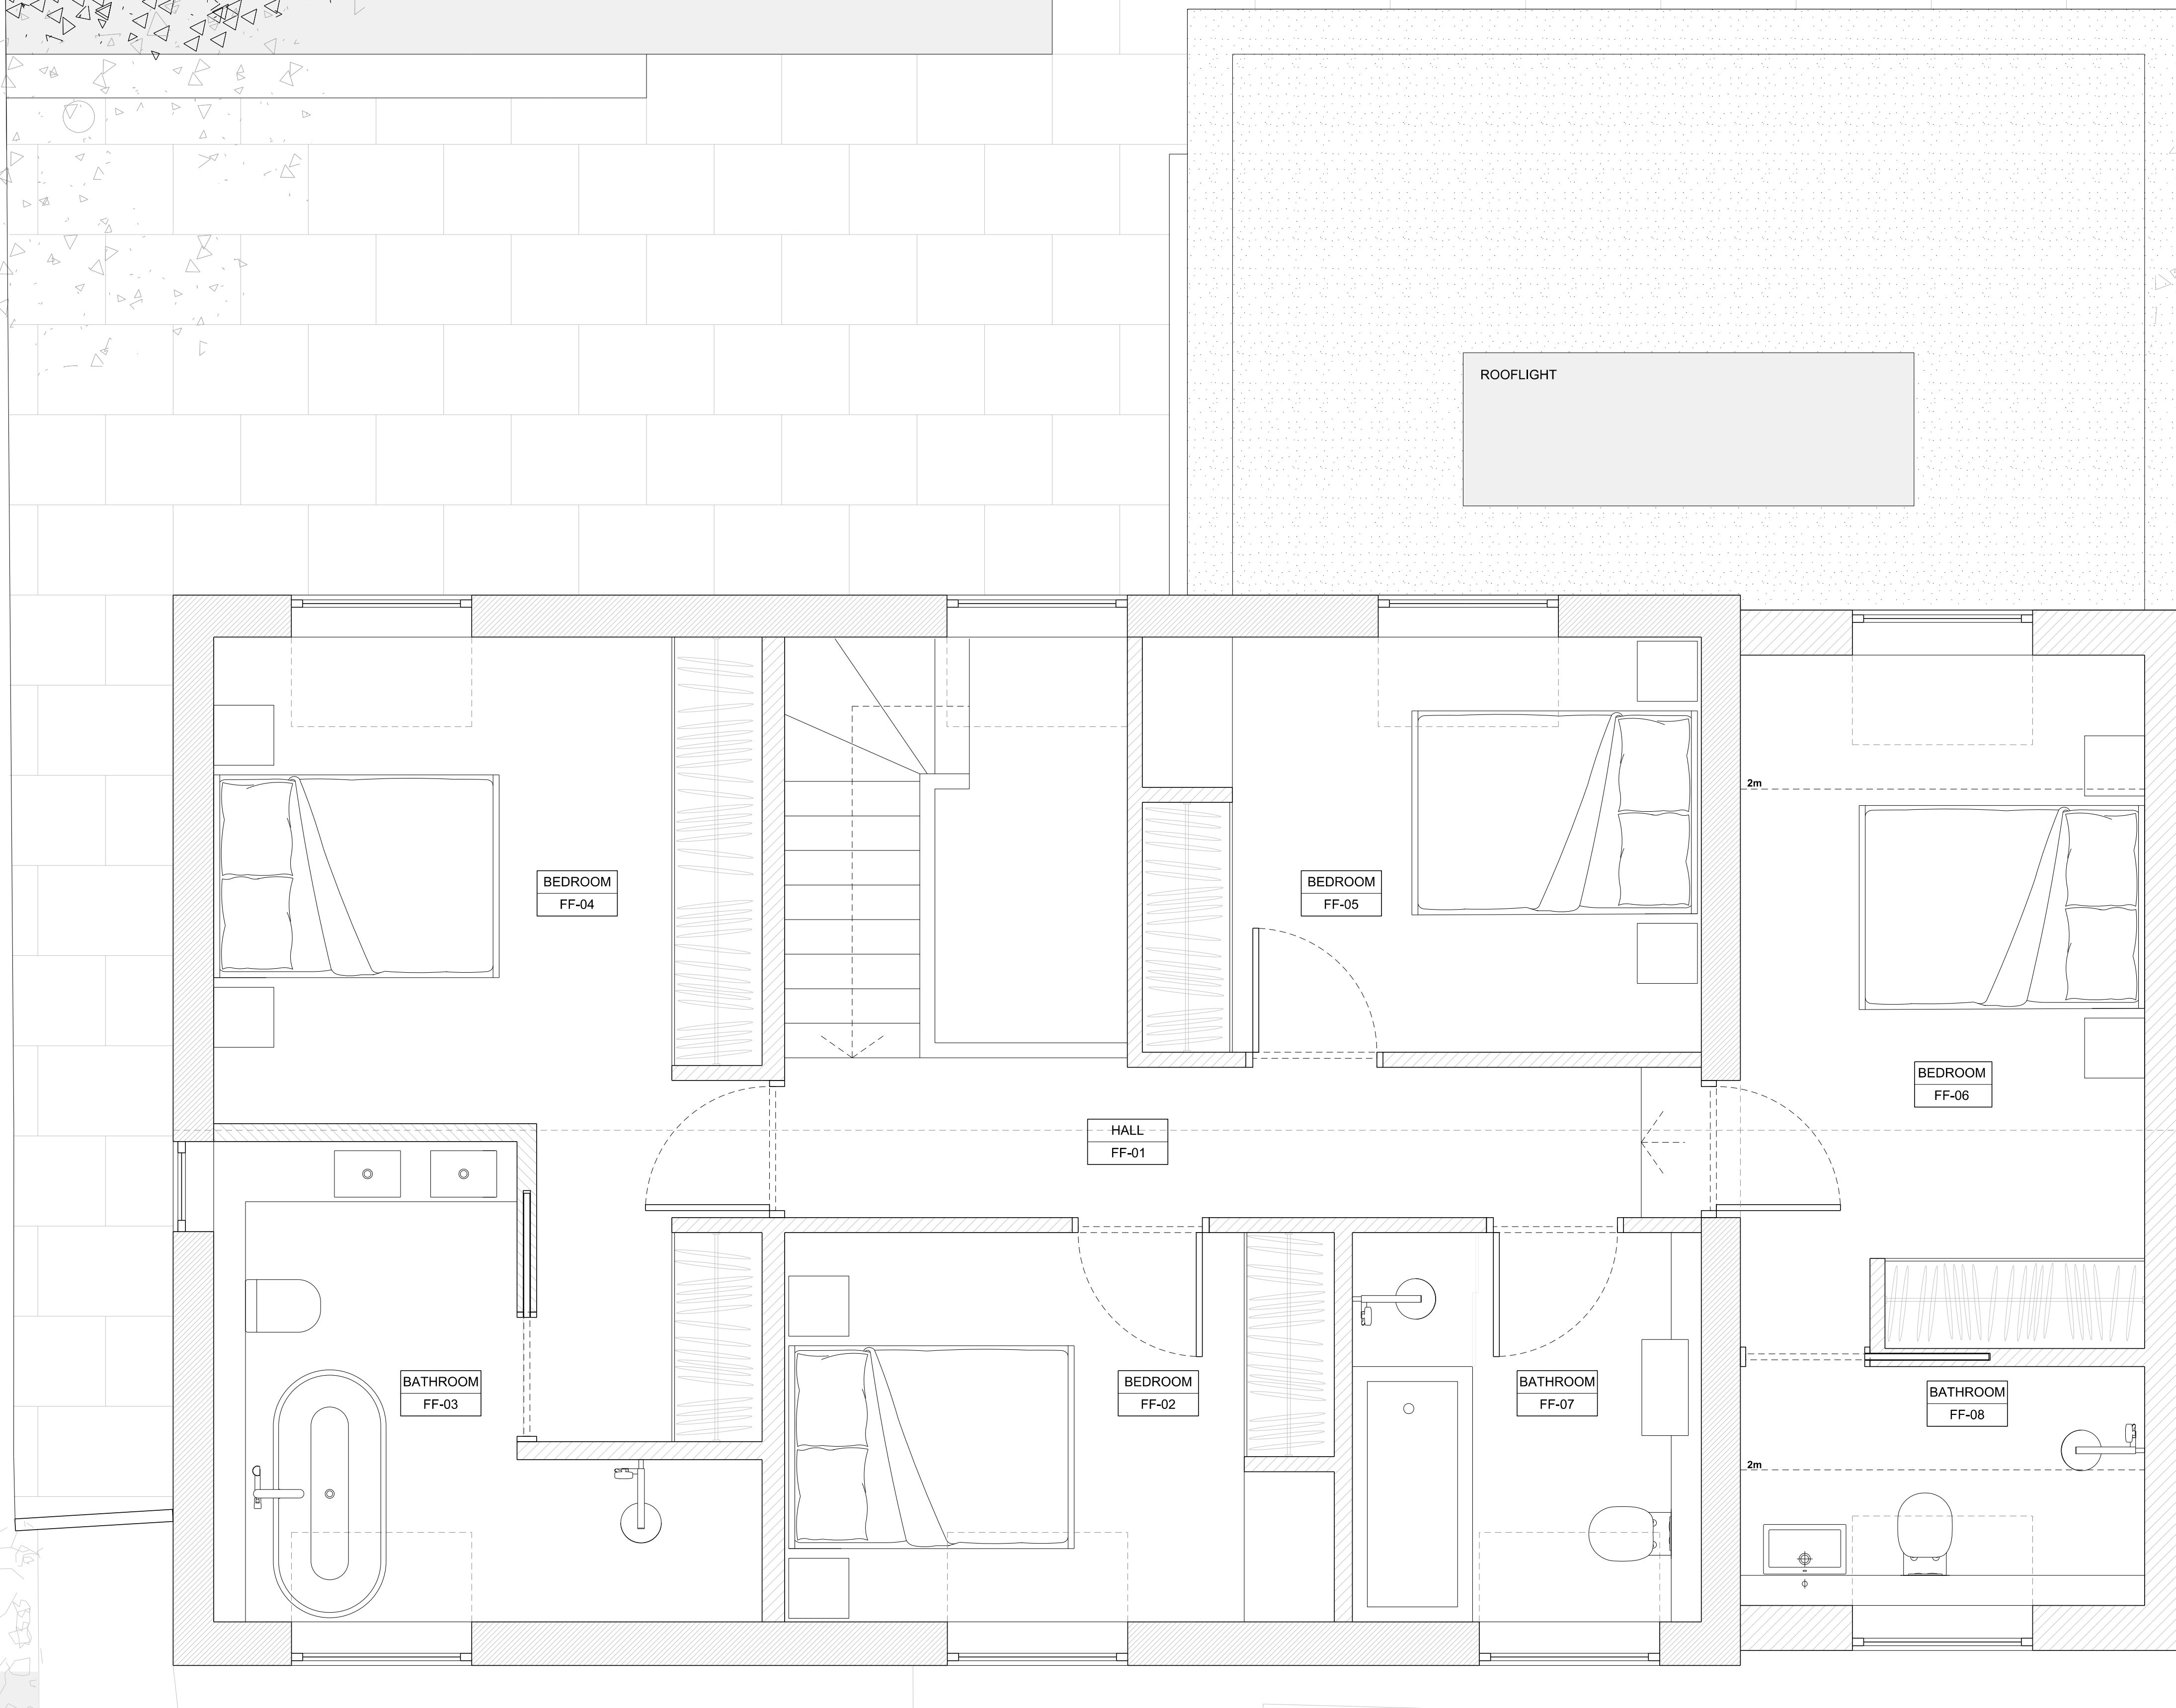 ROOFLIGHT
2m
BEDROOM
FF-04
BEDROOM
FF-05
BEDROOM
FF-06
HALL
FF-01
BATHROOM
FF-03
BEDROOM
FF-02
BATHROOM
FF-07
BATHROOM
FF-08
2m